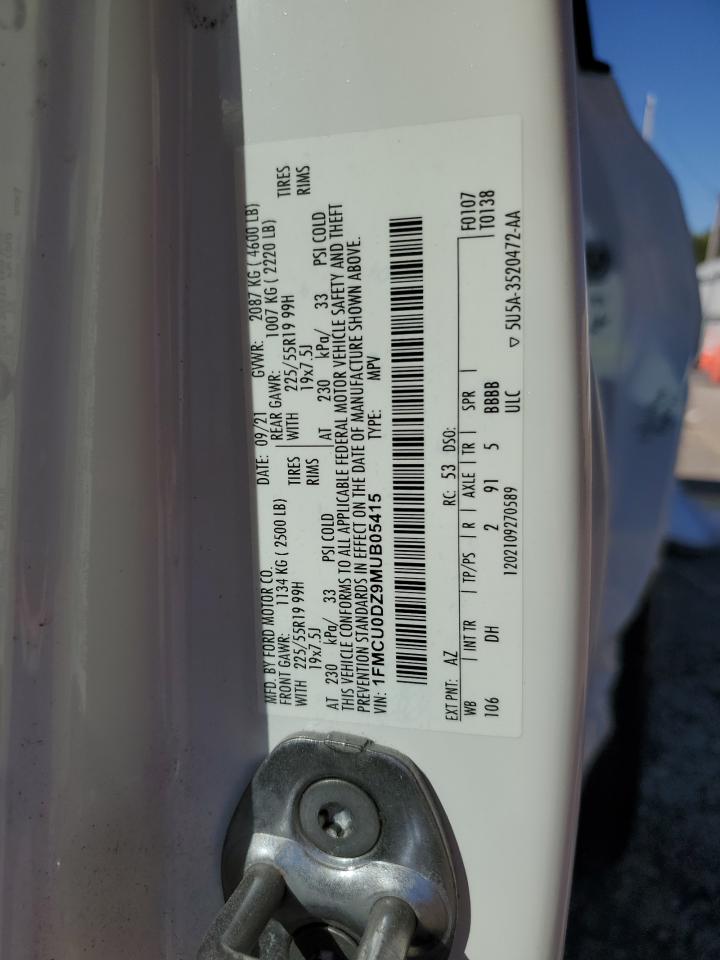 MFD. BY FORD MOTOR CO.
DATE: 09/21 GVWR: 2087 KG ( 4600 LB)
FRONT GAWR: 1134 KG ( 2500 LB)
REAR GAWR: 1007 KG ( 2220 LB)
WITH 225/55R19 99H TIRES
WITH 225/55R19 99H TIRES
19x7.5J RIMS
19x7.5J RIMS
AT 230 kPa/ 33 PSI COLD
AT 230 kPa/ 33 PSI COLD
THIS VEHICLE CONFORMS TO ALL APPLICABLE FEDERAL MOTOR VEHICLE SAFETY AND THEFT
PREVENTION STANDARDS IN EFFECT ON THE DATE OF MANUFACTURE SHOWN ABOVE.
VIN: 1FMCU0DZ9MUB05415 TYPE: MPV
EXT PNT: AZ RC: 53 DSO: F0107
WB | INT TR | TP/PS | R | AXLE | TR | SPR | T0138
106 DH 2 91 5 BBBB
1202109270589 ULC
▽ 5U5A-3520472-AA